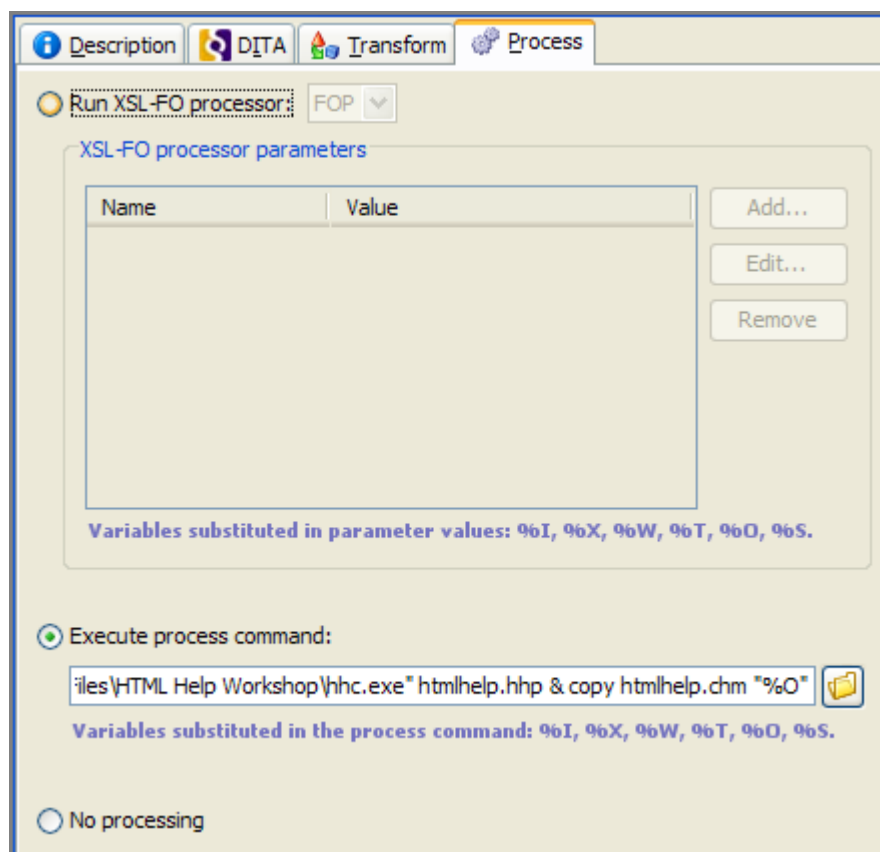 Description DITA Transform Process
Run XSL-FO processor: FOP
XSL-FO processor parameters
Name Value
Add...
Edit...
Remove
Variables substituted in parameter values: %I, %X, %W, %T, %O, %S.
Execute process command:
iles\HTML Help Workshop\hhc.exe" htmlhelp.hhp & copy htmlhelp.chm "%O"
Variables substituted in the process command: %I, %X, %W, %T, %O, %S.
No processing